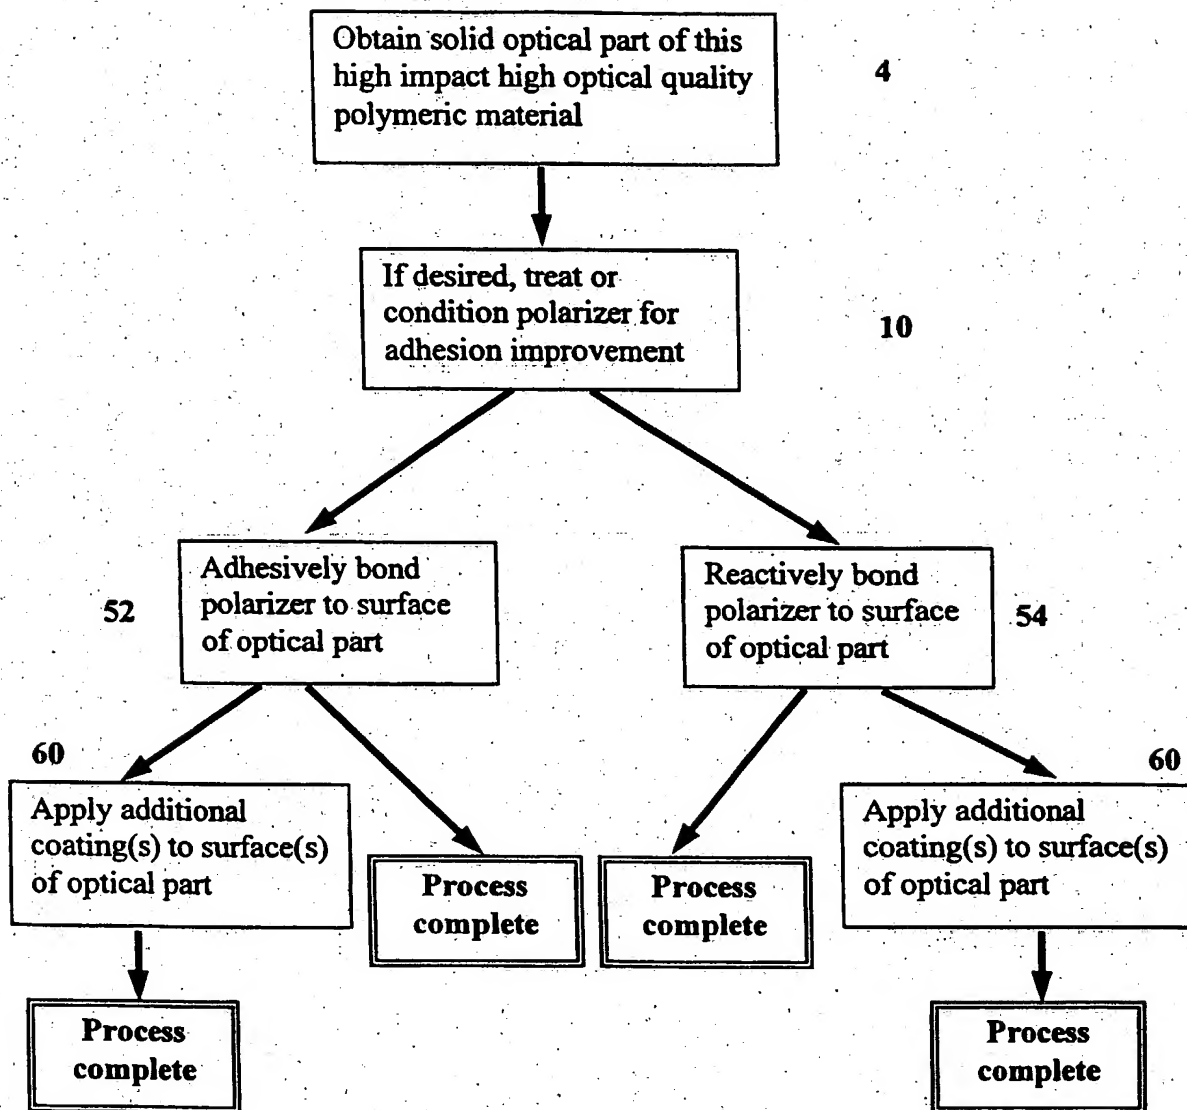 Obtain solid optical part of this
high impact high optical quality
polymeric material
4
If desired, treat or
condition polarizer for
adhesion improvement
10
52
Adhesively bond
polarizer to surface
of optical part
Reactively bond
polarizer to surface
of optical part
54
60
Apply additional
coating(s) to surface(s)
of optical part
Process
complete
Process
complete
60
Apply additional
coating(s) to surface(s)
of optical part
Process
complete
Process
complete